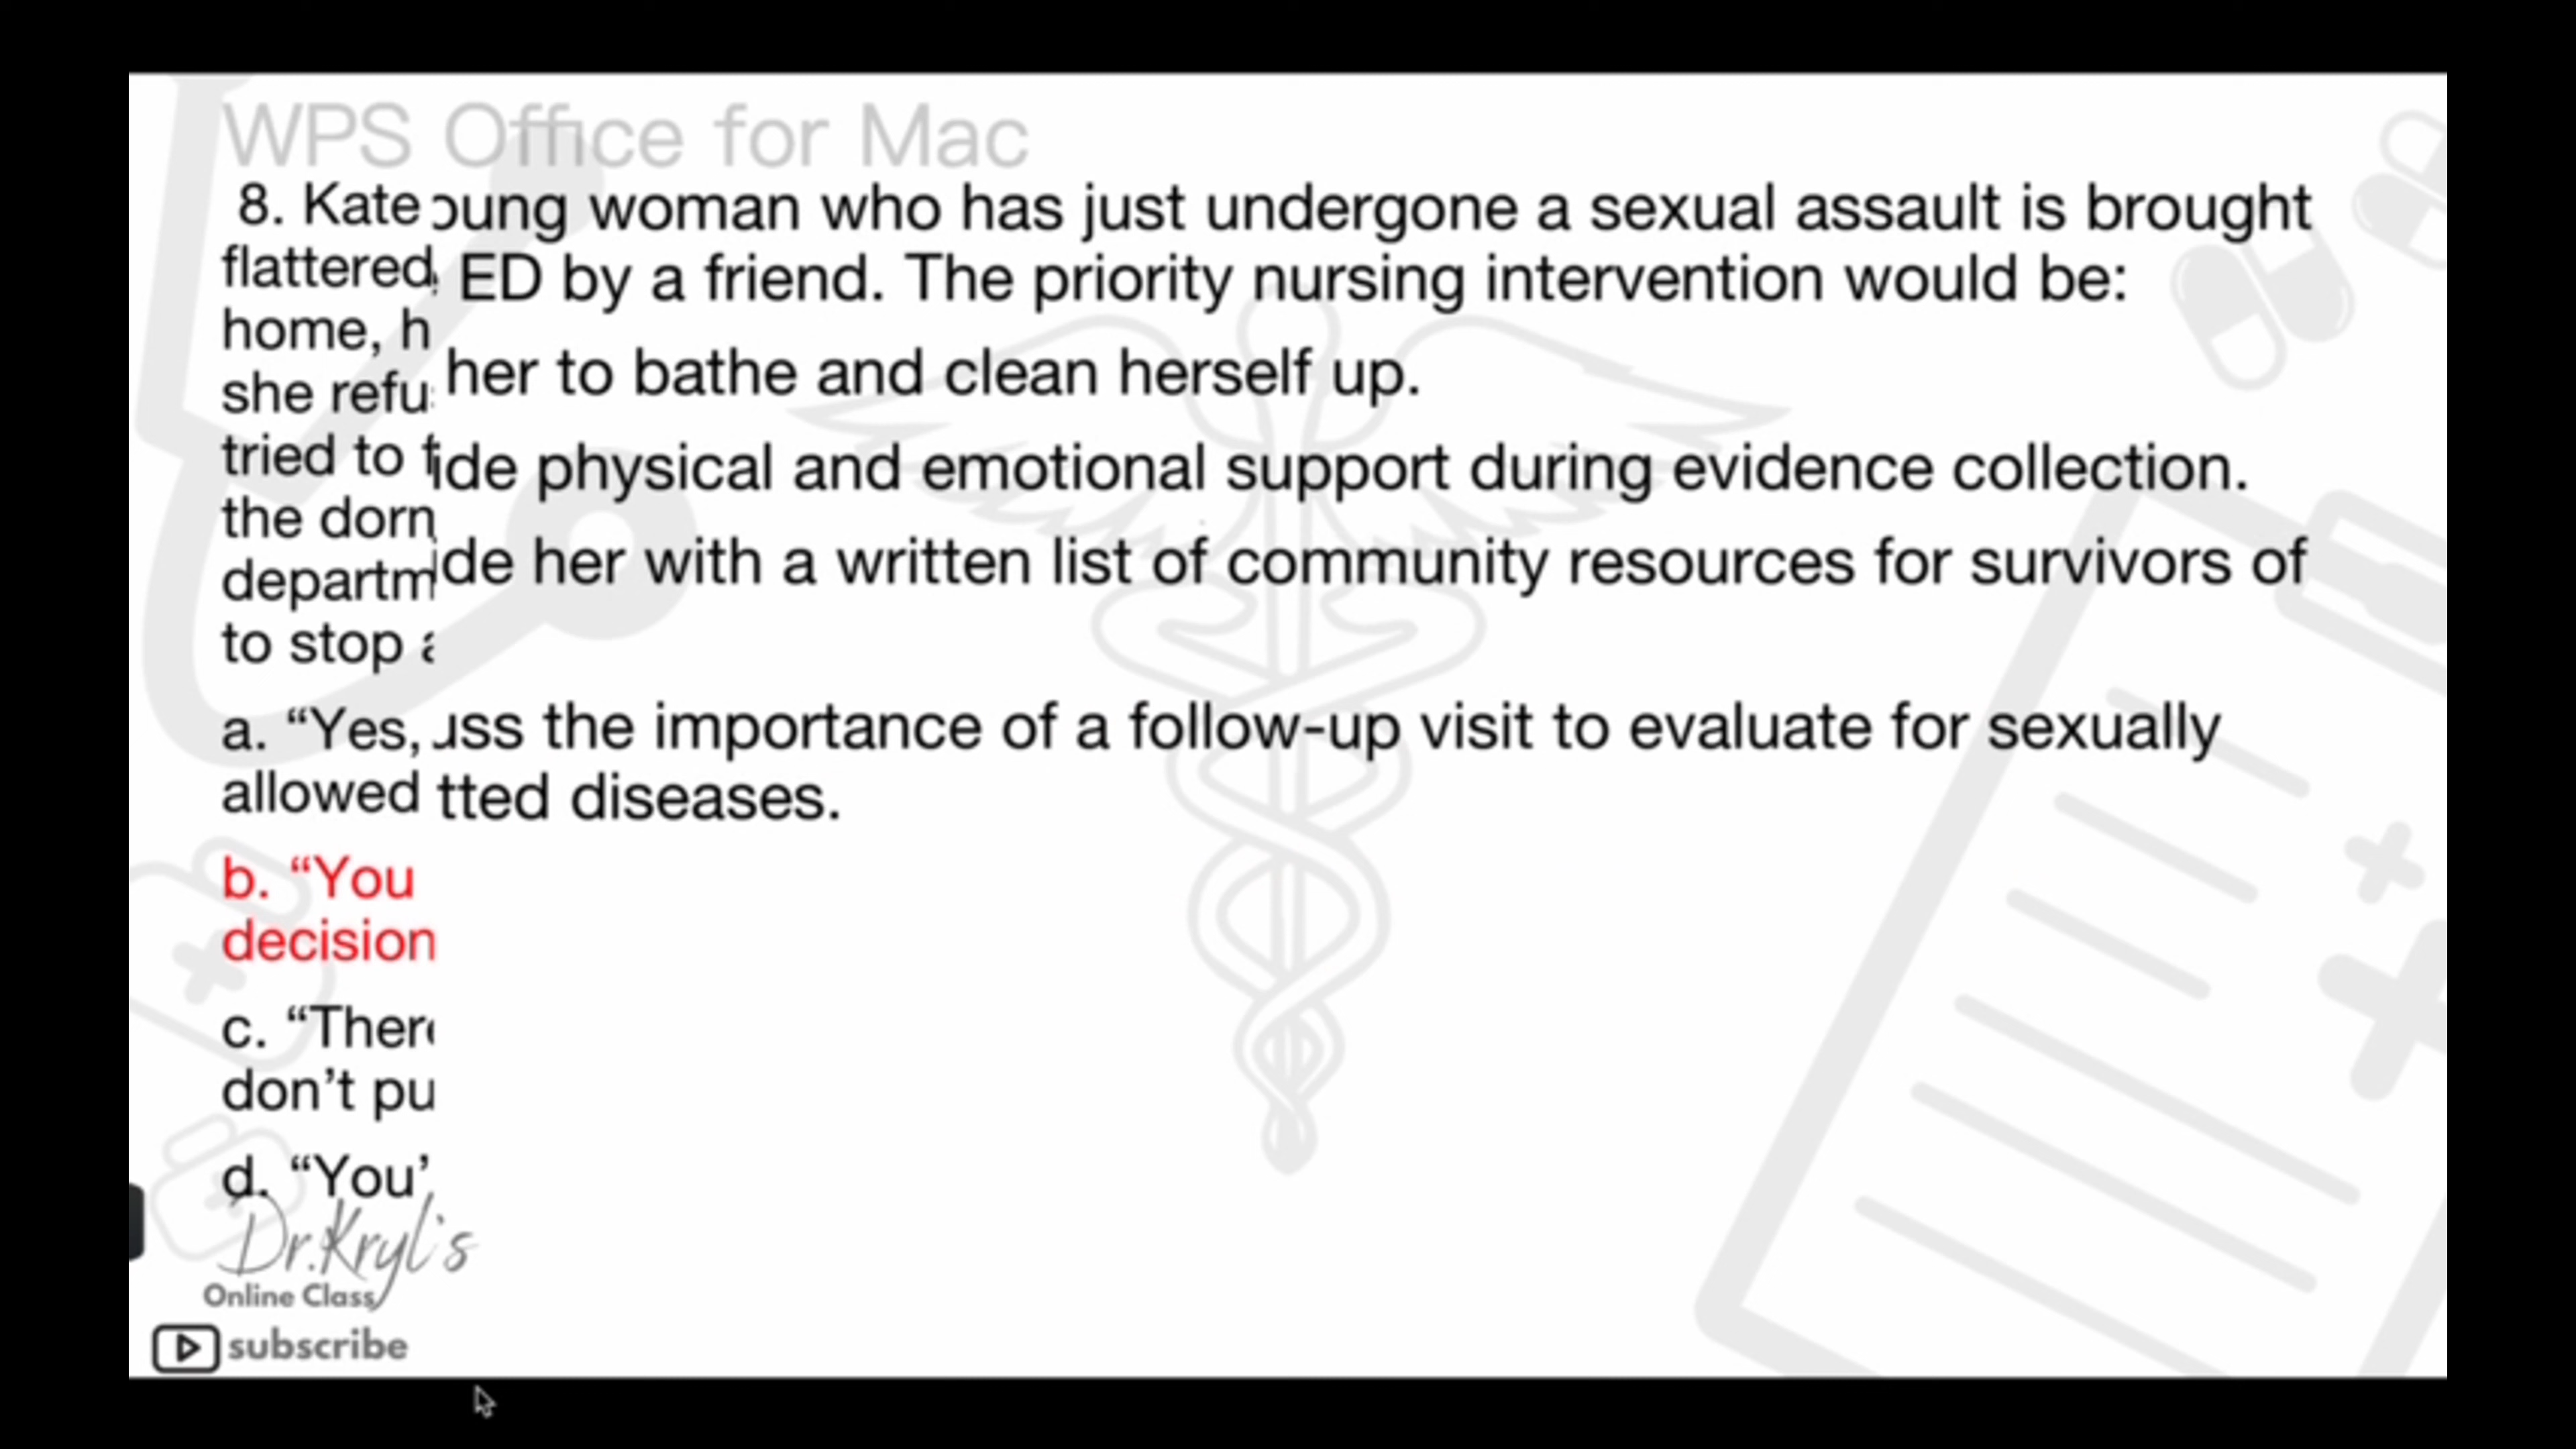 WPS Office for Mac
8. Kate oung woman who has just undergone a sexual assault is brought
flattered, ED by a friend. The priority nursing intervention would be:
home, h
her to bathe and clean herself up.
she refu
tried to f ide physical and emotional support during evidence collection.
the dorn
departm ide her with a written list of community resources for survivors of
to stop a
a. “Yes, uss the importance of a follow-up visit to evaluate for sexually
allowed tted diseases.
b. “You
decision
c. “There
don’t pu
d. “You’
Dr.Kryl's
Online Class
subscribe